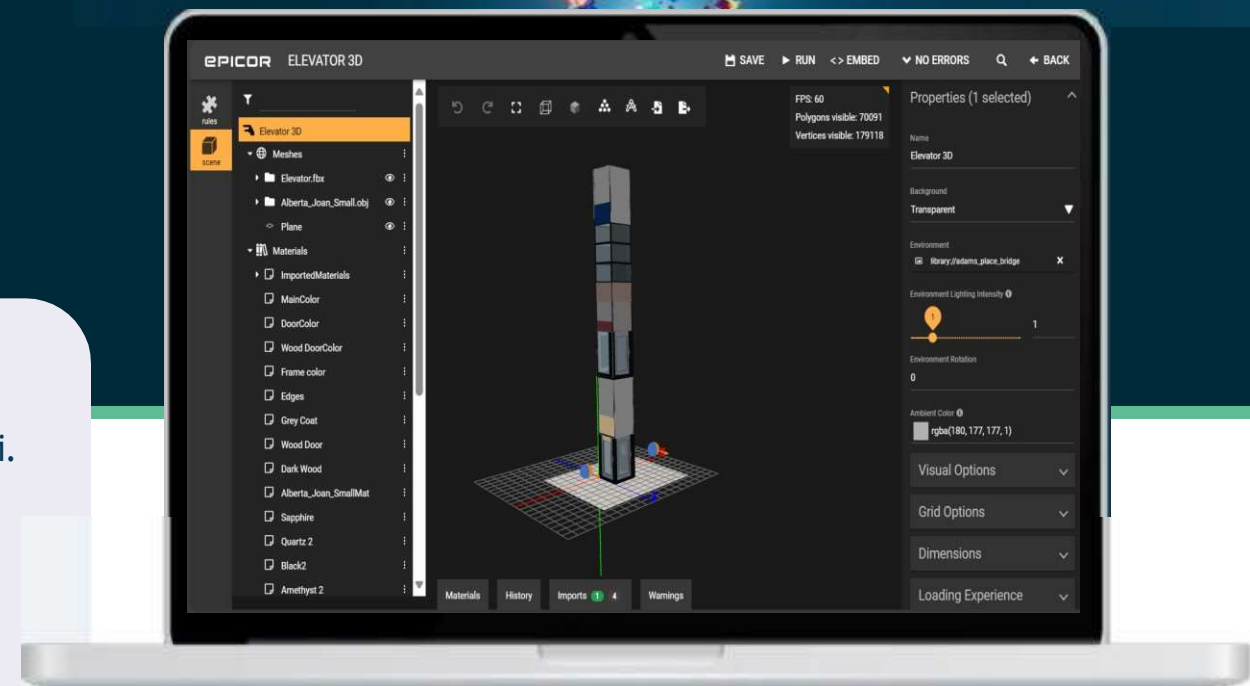 EPICOR ELEVATOR 3D
SAVE RUN <> EMBED NO ERRORS BACK
rules
scene
Elevator 3D
Meshes
Elevator.fbx
Alberta_Joan_Small.obj
Plane
Materials
ImportedMaterials
MainColor
DoorColor
Wood DoorColor
Frame color
Edges
Grey Coat
Wood Door
Dark Wood
Alberta_Joan_SmallMat
Sapphire
Quartz 2
Black2
Amethyst 2
FPS: 60
Polygons visible: 70091
Vertices visible: 179118
Materials History Imports 1 4 Warnings
Properties (1 selected)
Name
Elevator 3D
Background
Transparent
Environment
library://adams_place_bridge
Environment Lighting Intensity
1
1
Environment Rotation
0
Ambient Color
rgba(180, 177, 177, 1)
Visual Options
Grid Options
Dimensions
Loading Experience
i.